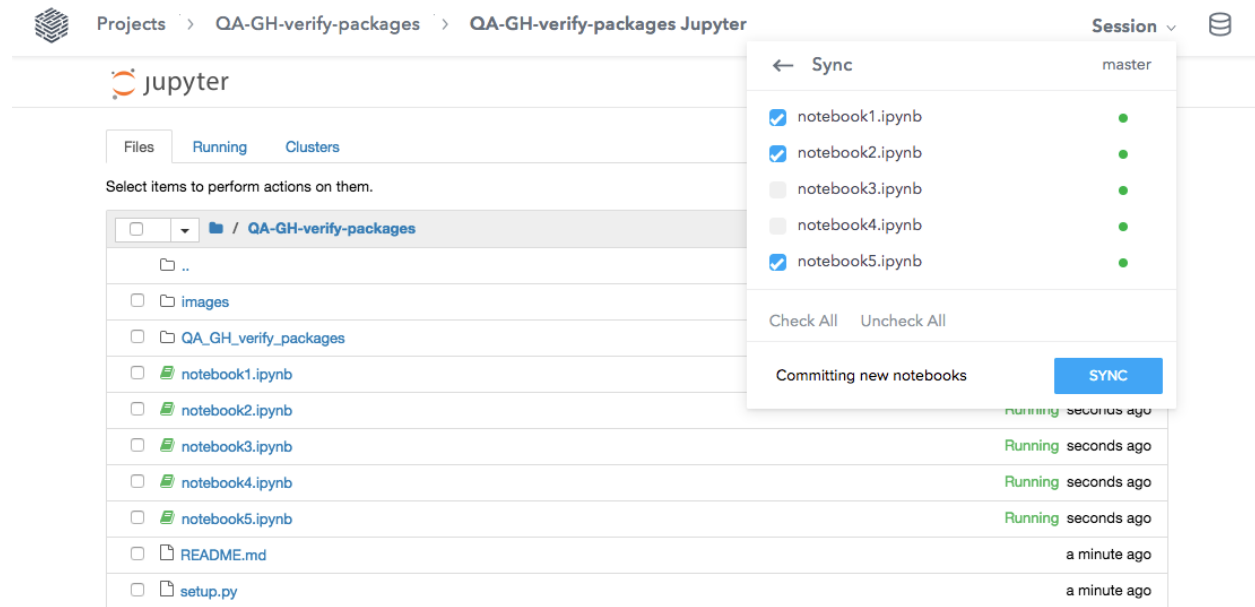 Projects > QA-GH-verify-packages > QA-GH-verify-packages Jupyter
Session
Sync
master
notebook1.ipynb
notebook2.ipynb
notebook3.ipynb
notebook4.ipynb
notebook5.ipynb
Check All Uncheck All
Committing new notebooks
SYNC
jupyter
Files Running Clusters
Select items to perform actions on them.
/ QA-GH-verify-packages
..
images
QA_GH_verify_packages
notebook1.ipynb
notebook2.ipynb Running seconds ago
notebook3.ipynb Running seconds ago
notebook4.ipynb Running seconds ago
notebook5.ipynb Running seconds ago
README.md a minute ago
setup.py a minute ago